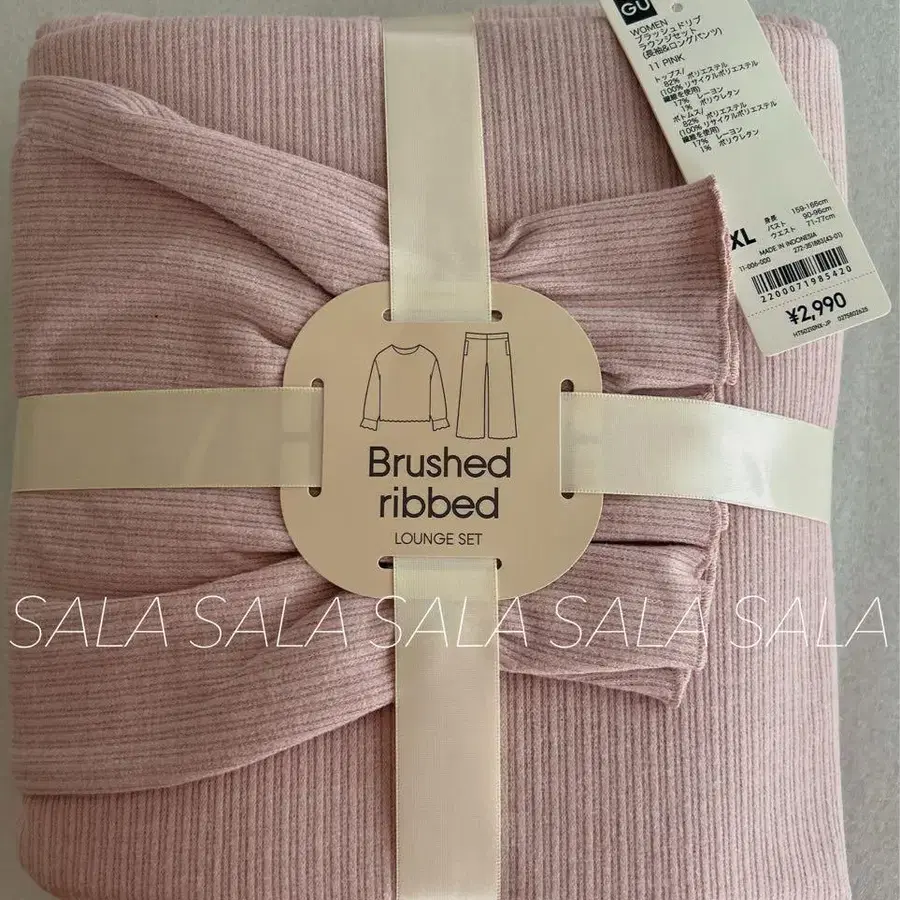 GU
WOMEN
ブラッシュドリブ
ラウンジセット
(長袖&ロングパンツ)
11 PINK
トップス/
82% ポリエステル
(100%リサイクルポリエステル
繊維を使用)
17% レーヨン
1% ポリウレタン
ボトムス/
82% ポリエステル
(100%リサイクルポリエステル
繊維を使用)
17% レーヨン
1% ポリウレタン
XL
身長 159-166cm
バスト 90-96cm
ウエスト 71-77cm
MADE IN INDONESIA
11-006-000 272-351883(43-01)
2200071985420
¥2,990
Brushed
ribbed
LOUNGE SET
SALA SALA SALA SALA SALA